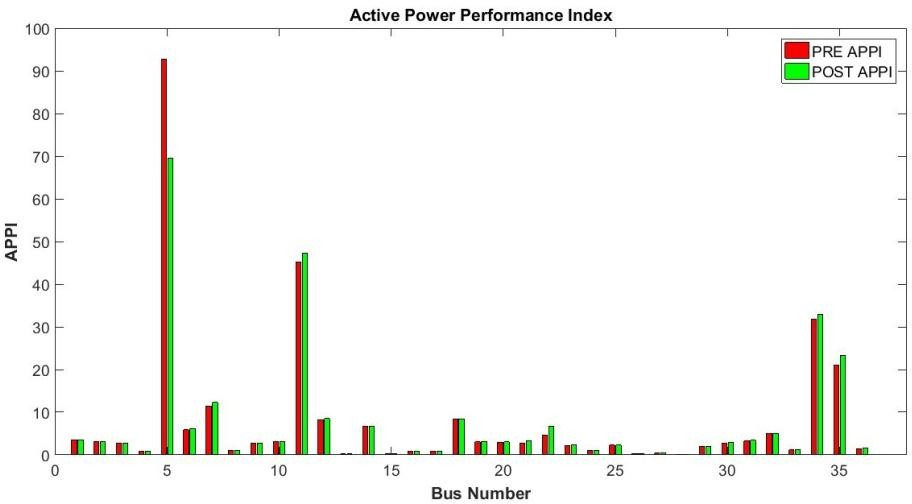 Active Power Performance Index
PRE APPI
POST APPI
100
90
80
70
60
50
40
30
20
10
0
APPI
0 5 10 15 20 25 30 35
Bus Number